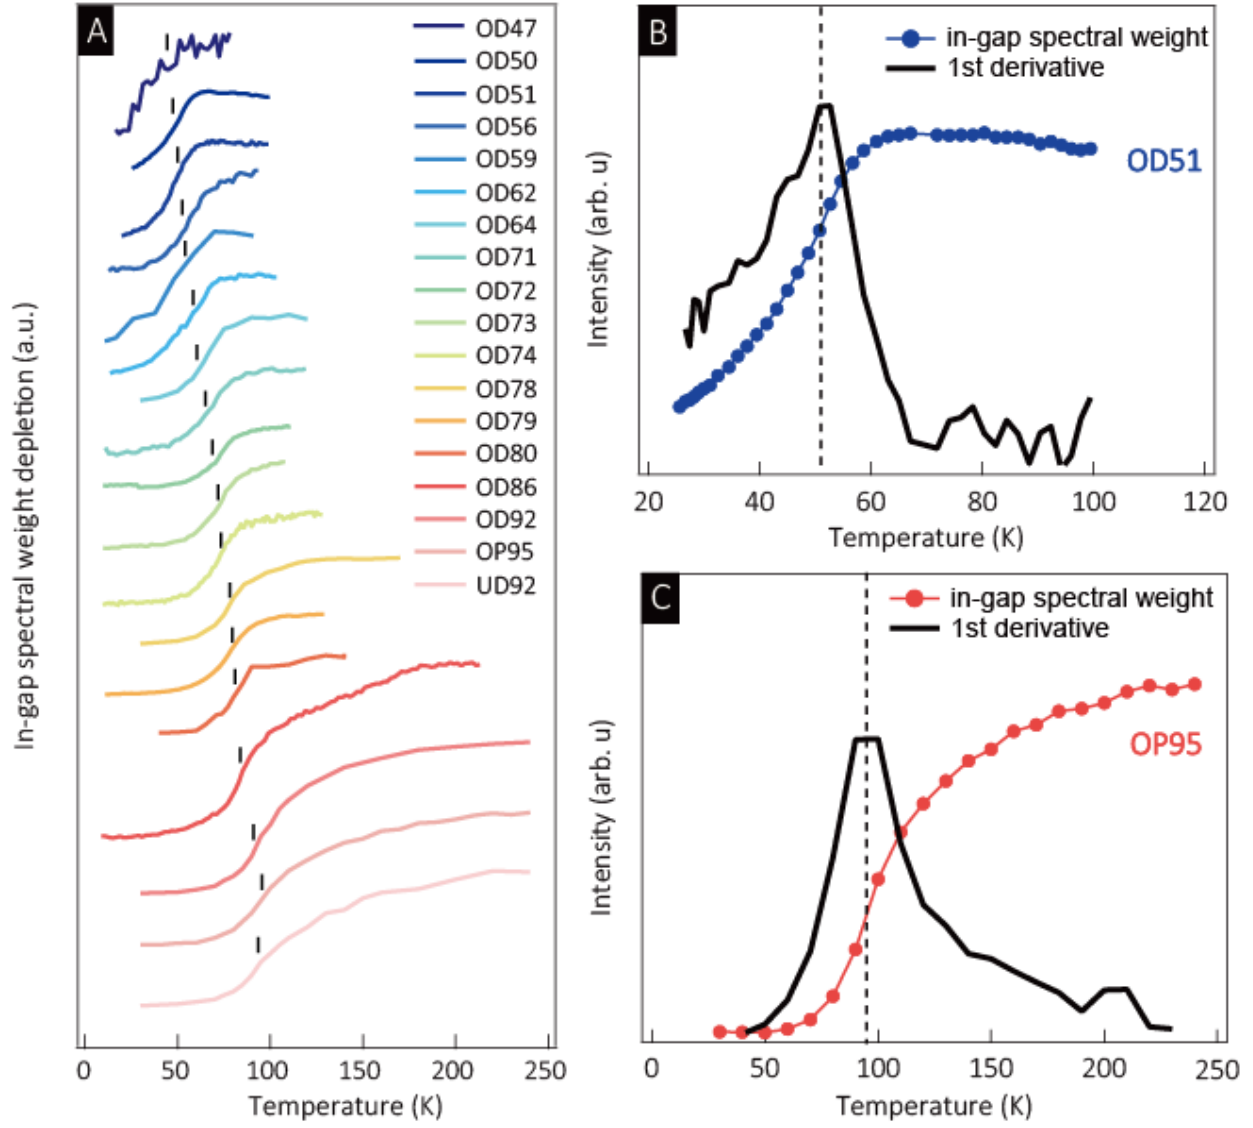 A
OD47
OD50
OD51
OD56
OD59
OD62
OD64
OD71
OD72
OD73
OD74
OD78
OD79
OD80
OD86
OD92
OP95
UD92
In-gap spectral weight depletion (a.u.)
0 50 100 150 200 250
Temperature (K)
B
in-gap spectral weight
1st derivative
OD51
Intensity (arb. u)
20 40 60 80 100 120
Temperature (K)
C
in-gap spectral weight
1st derivative
OP95
Intensity (arb. u)
0 50 100 150 200 250
Temperature (K)